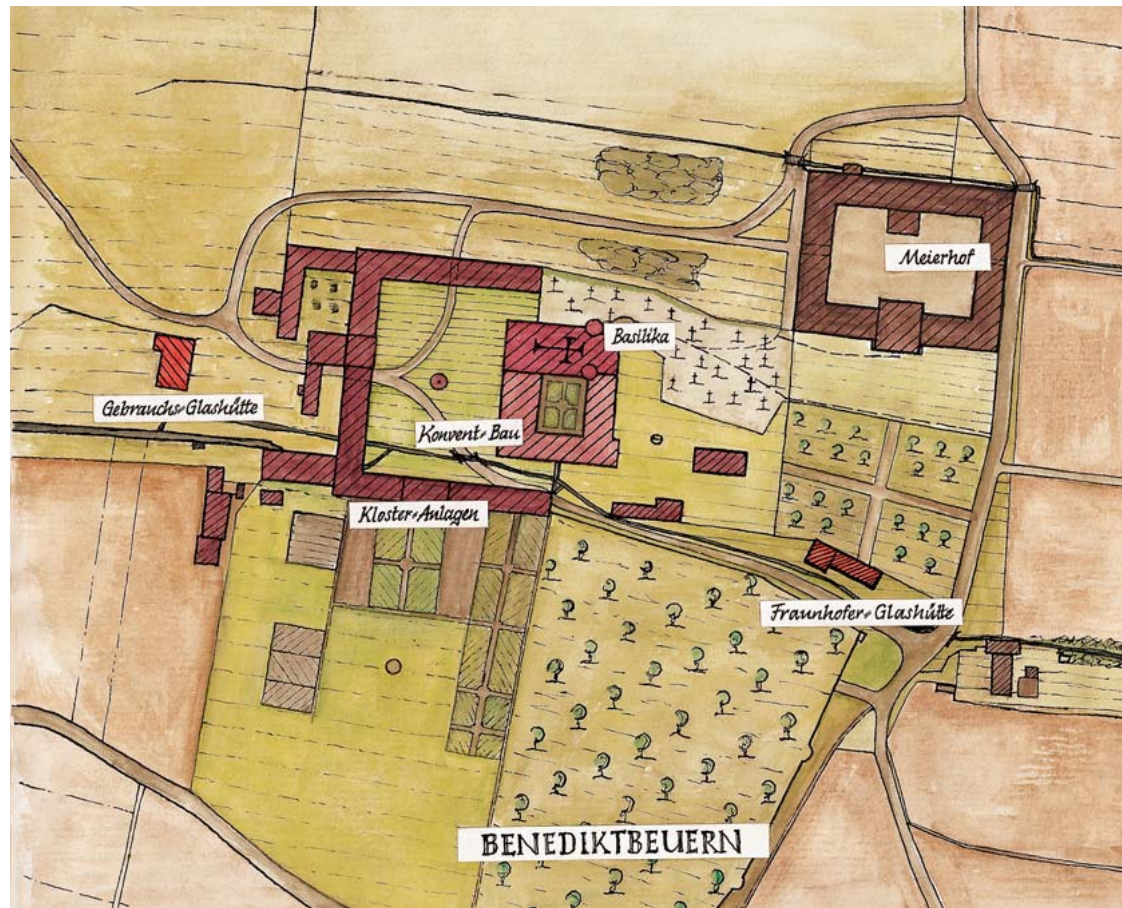 Meierhof
Basilika
Gebrauchs-Glashütte
Konvent-Bau
Kloster-Anlagen
Fraunhofer-Glashütte
BENEDIKTBEUERN